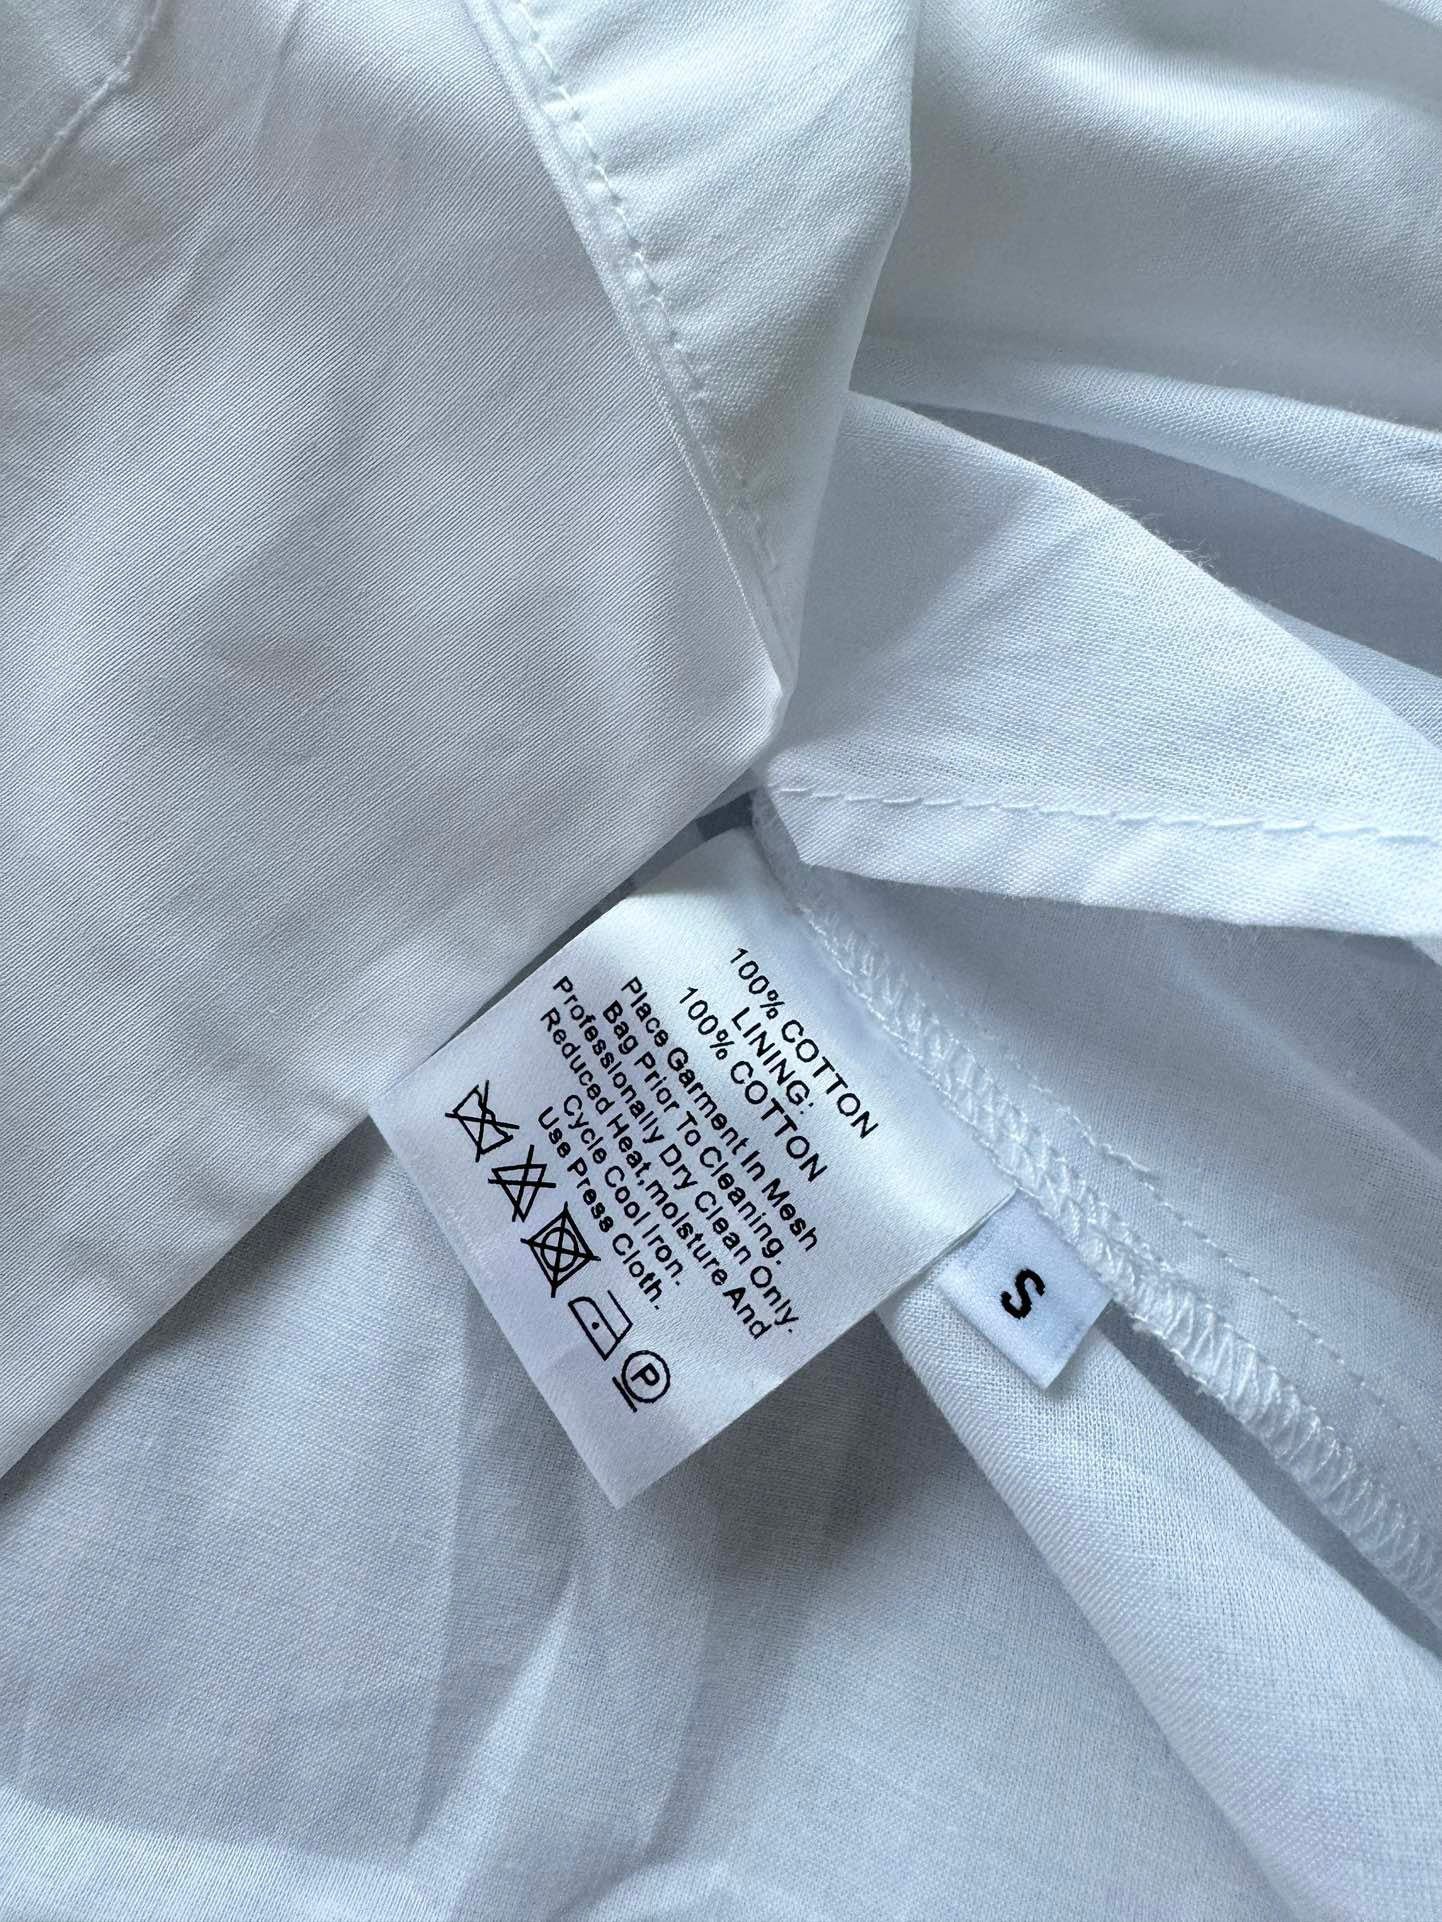 100% COTTON
LINING:
100% COTTON
Place Garment In Mesh
Bag Prior To Cleaning.
Professionally Dry Clean Only.
Reduced Heat,moisture And
Cycle Cool Iron.
Use Press Cloth.
P
S